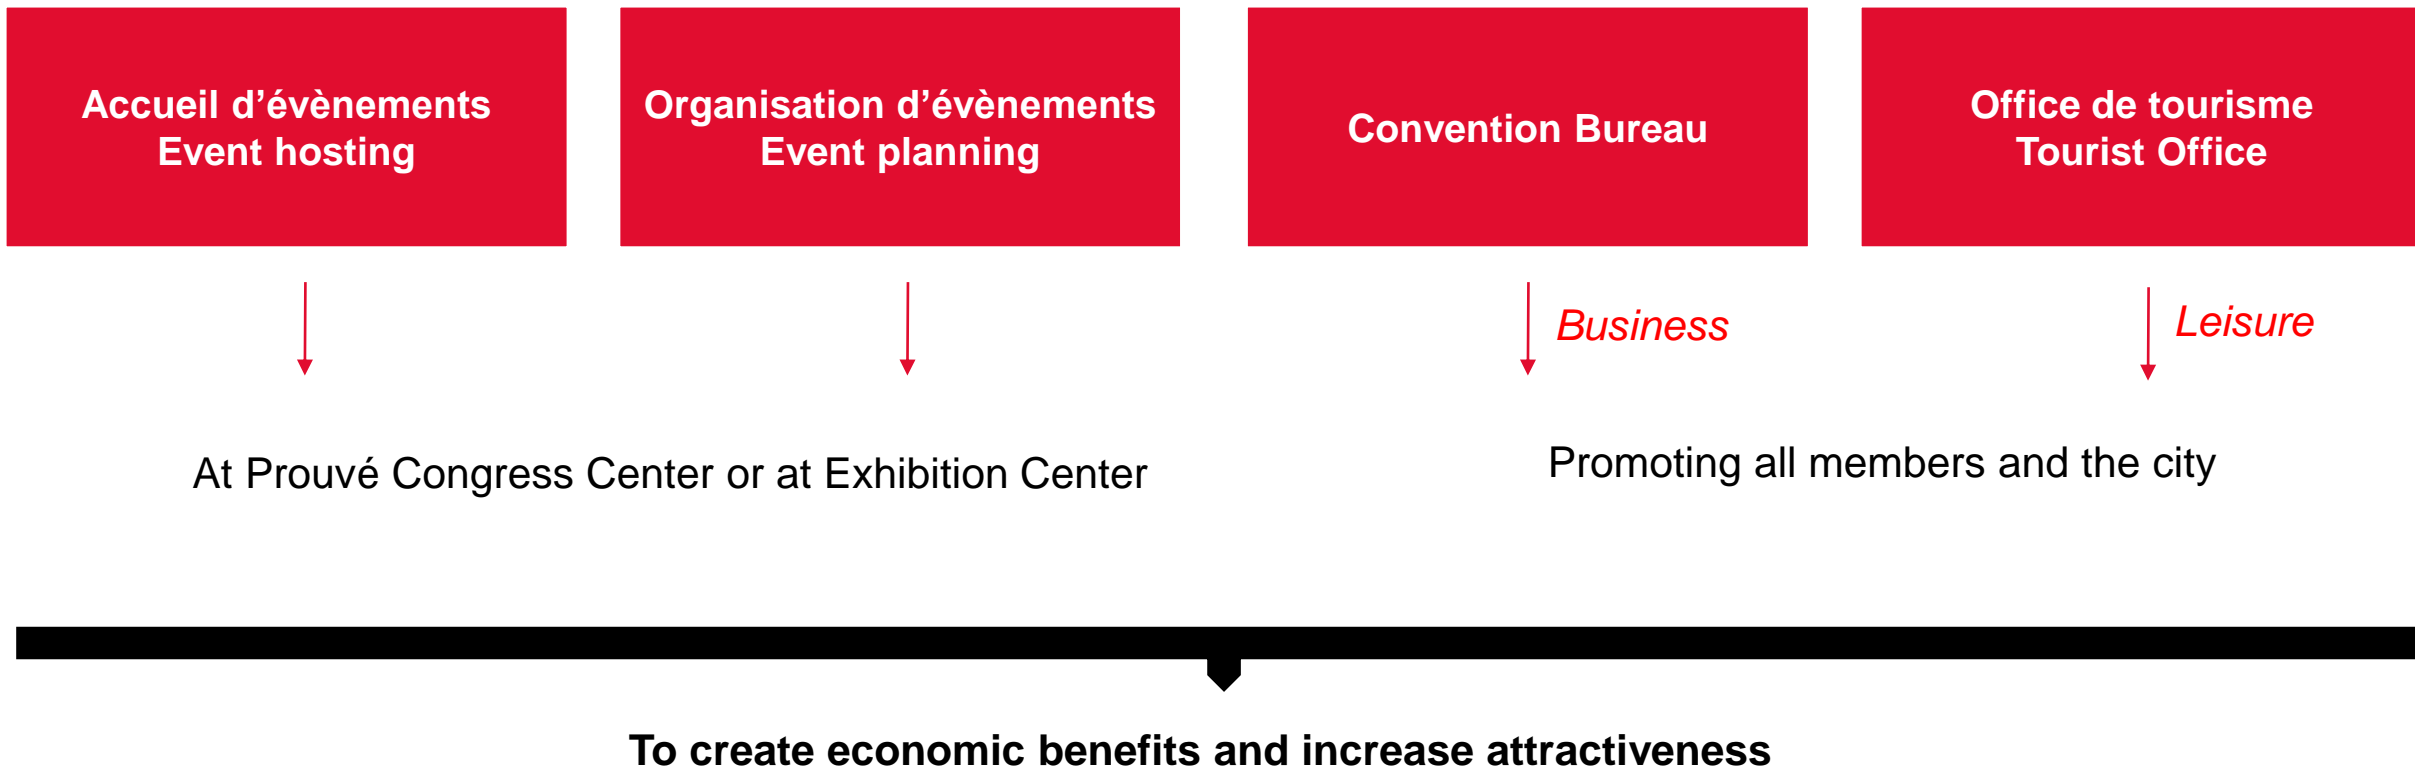 Accueil d’évènements
Event hosting
Organisation d’évènements
Event planning
Convention Bureau
Office de tourisme
Tourist Office
Business
Leisure
At Prouvé Congress Center or at Exhibition Center
Promoting all members and the city
To create economic benefits and increase attractiveness